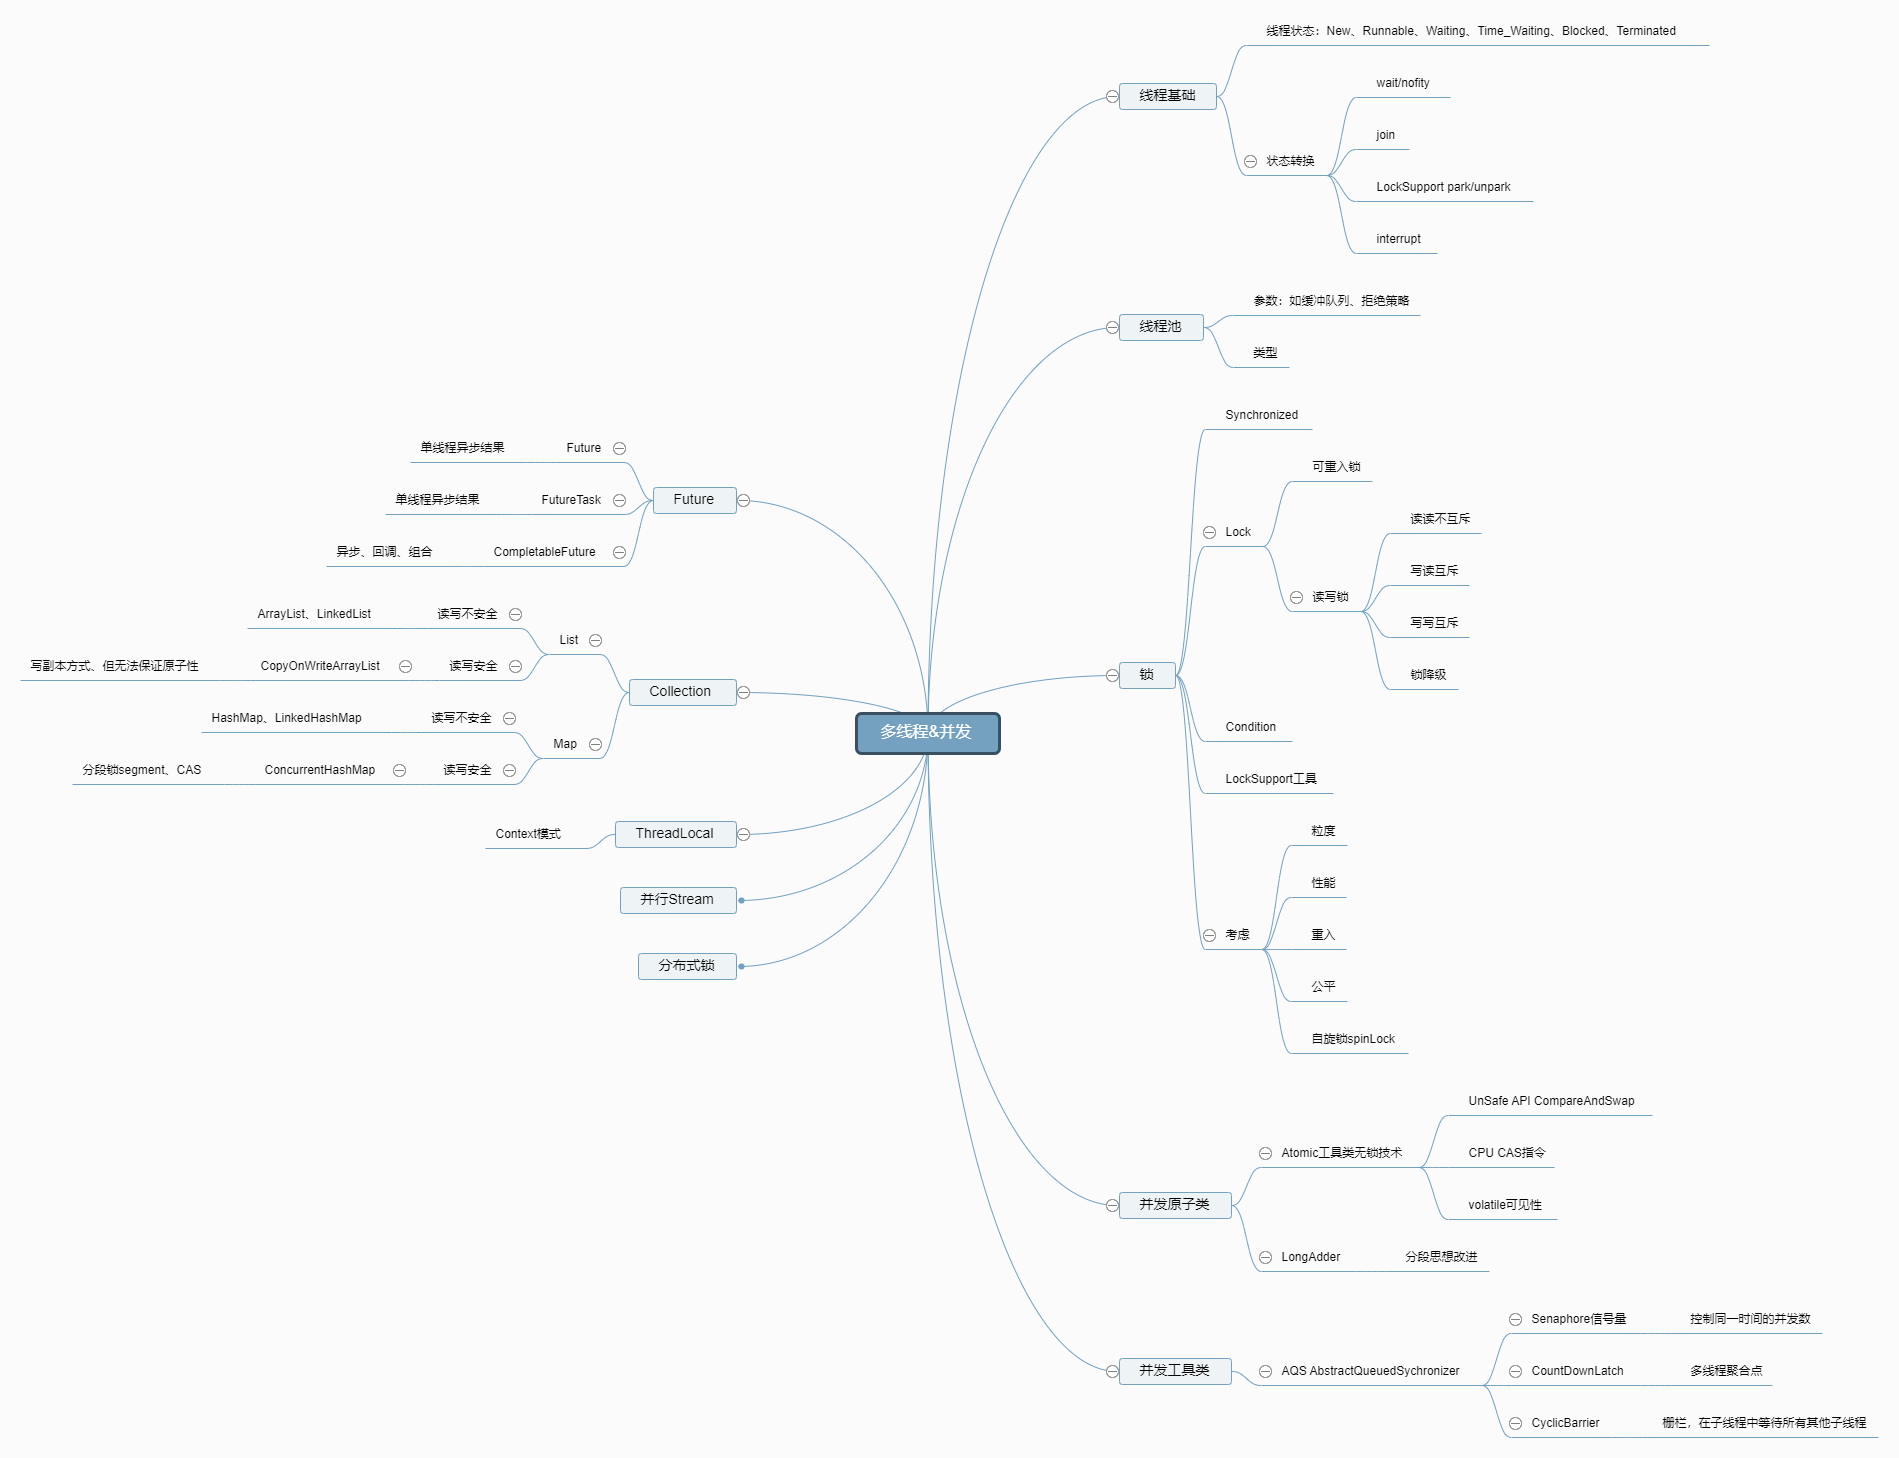 多线程&并发
线程基础
线程状态：New、Runnable、Waiting、Time_Waiting、Blocked、Terminated
状态转换
wait/nofity
join
LockSupport park/unpark
interrupt
线程池
参数：如缓冲队列、拒绝策略
类型
锁
Synchronized
Lock
可重入锁
读写锁
读读不互斥
写读互斥
写写互斥
锁降级
Condition
LockSupport工具
考虑
粒度
性能
重入
公平
自旋锁spinLock
并发原子类
Atomic工具类无锁技术
UnSafe API CompareAndSwap
CPU CAS指令
volatile可见性
LongAdder
分段思想改进
并发工具类
AQS AbstractQueuedSychronizer
Senaphore信号量
控制同一时间的并发数
CountDownLatch
多线程聚合点
CyclicBarrier
栅栏，在子线程中等待所有其他子线程
Future
Future
单线程异步结果
FutureTask
单线程异步结果
CompletableFuture
异步、回调、组合
Collection
List
读写不安全
ArrayList、LinkedList
读写安全
CopyOnWriteArrayList
写副本方式、但无法保证原子性
Map
读写不安全
HashMap、LinkedHashMap
读写安全
ConcurrentHashMap
分段锁segment、CAS
ThreadLocal
Context模式
并行Stream
分布式锁